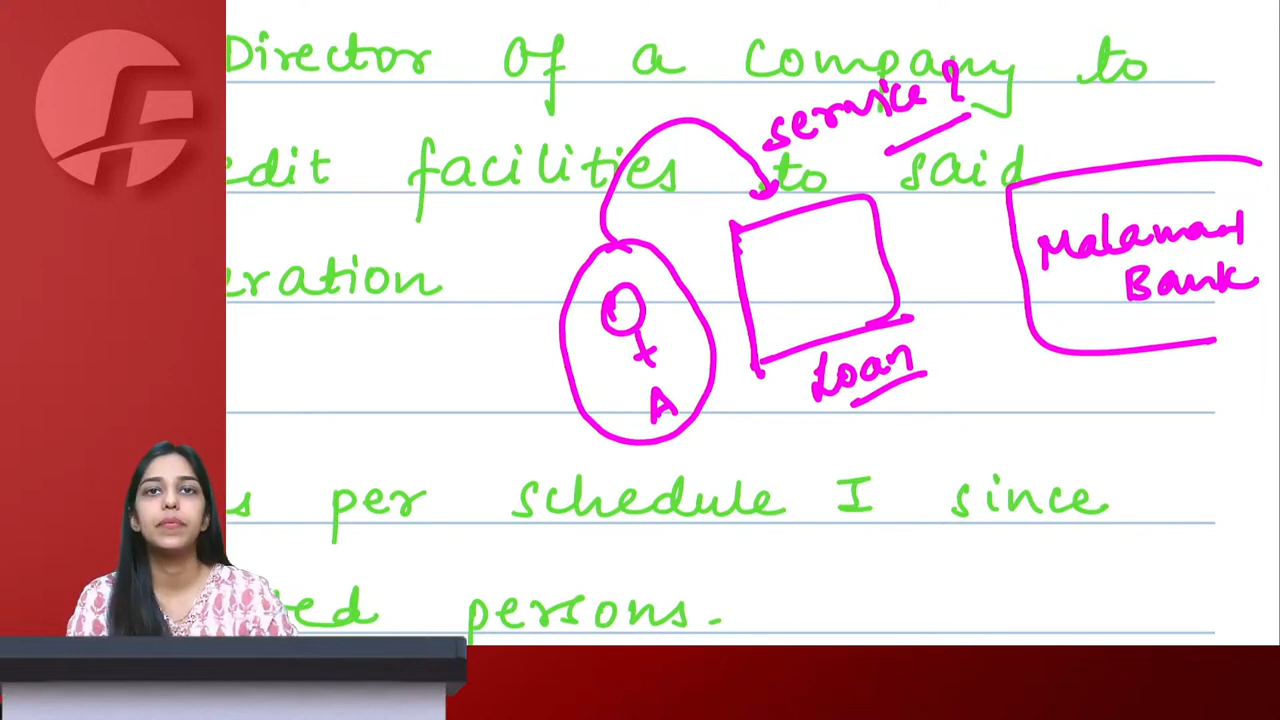 Director Of a company to
service?
edit facilities to said
Malamaal
Bank
eration
Loan
A
s per schedule I since
ed persons.